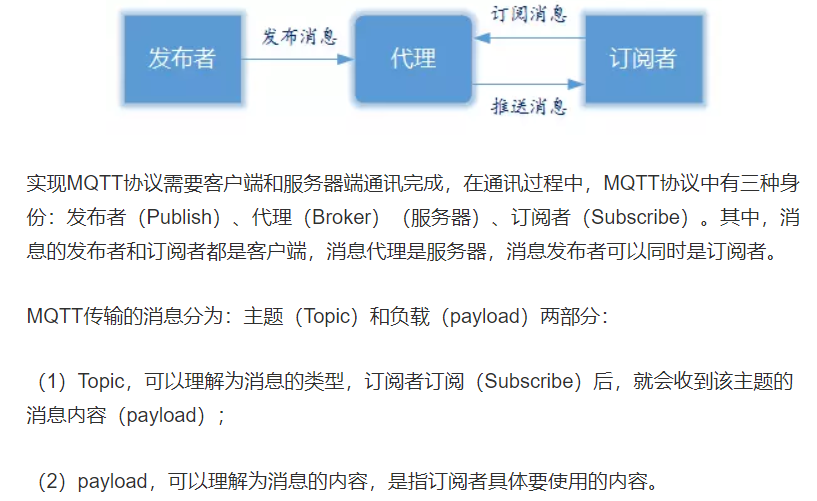 订阅消息
发布者
发布消息
代理
订阅者
推送消息
实现MQTT协议需要客户端和服务器端通讯完成，在通讯过程中，MQTT协议中有三种身
份：发布者（Publish）、代理（Broker）（服务器）、订阅者（Subscribe）。其中，消
息的发布者和订阅者都是客户端，消息代理是服务器，消息发布者可以同时是订阅者。
MQTT传输的消息分为：主题（Topic）和负载（payload）两部分：
（1）Topic，可以理解为消息的类型，订阅者订阅（Subscribe）后，就会收到该主题的
消息内容（payload）；
（2）payload，可以理解为消息的内容，是指订阅者具体要使用的内容。